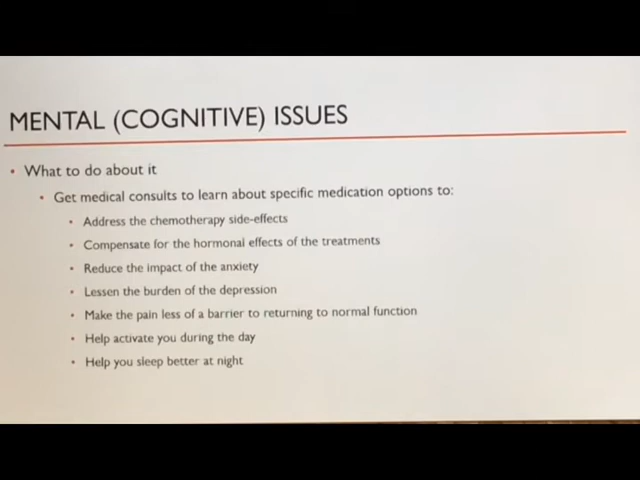 MENTAL (COGNITIVE) ISSUES
• What to do about it
• Get medical consults to learn about specific medication options to:
• Address the chemotherapy side-effects
• Compensate for the hormonal effects of the treatments
• Reduce the impact of the anxiety
• Lessen the burden of the depression
• Make the pain less of a barrier to returning to normal function
• Help activate you during the day
• Help you sleep better at night